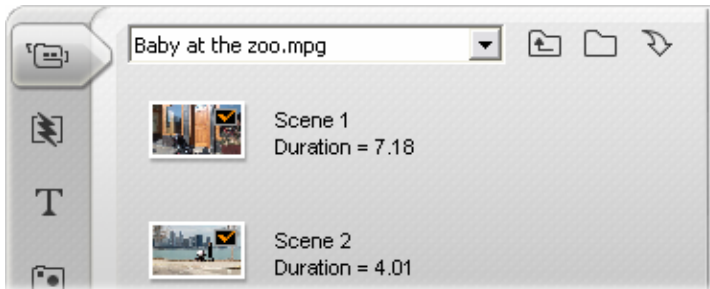 Baby at the zoo.mpg
Scene 1
Duration = 7.18
T
Scene 2
Duration = 4.01